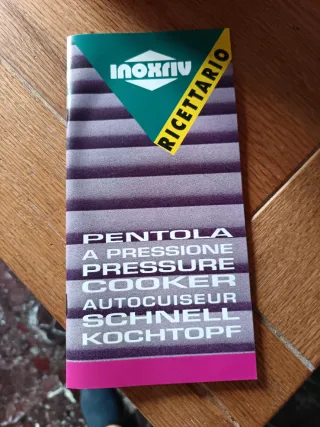 INOXRIV
RICETTARIO
PENTOLA
A PRESSIONE
PRESSURE
COOKER
AUTOCUISEUR
SCHNELL
KOCHTOPF